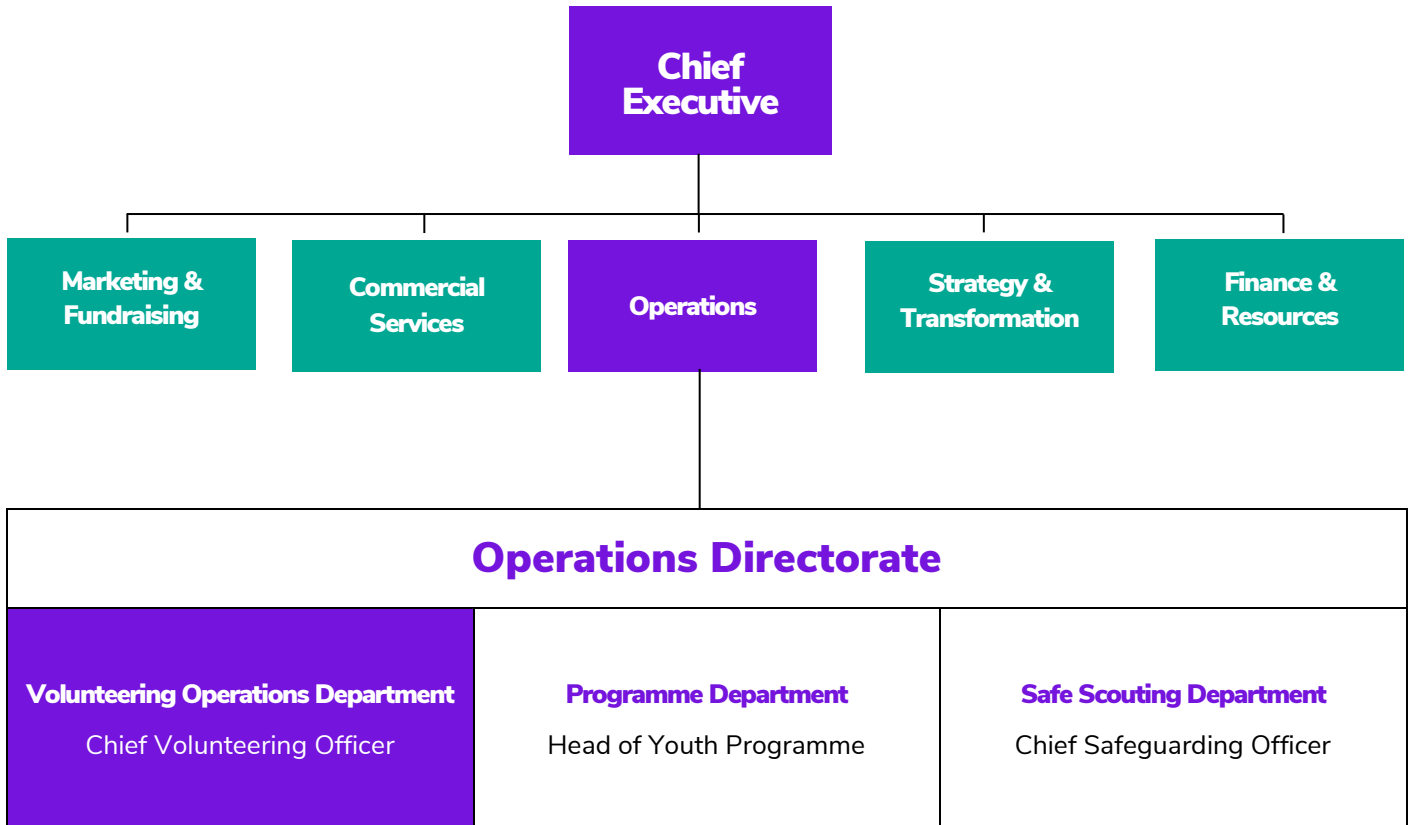 Chief
Executive
Marketing &
Fundraising
Commercial
Services
Operations
Strategy &
Transformation
Finance &
Resources
Operations Directorate
Volunteering Operations Department
Chief Volunteering Officer
Programme Department
Head of Youth Programme
Safe Scouting Department
Chief Safeguarding Officer